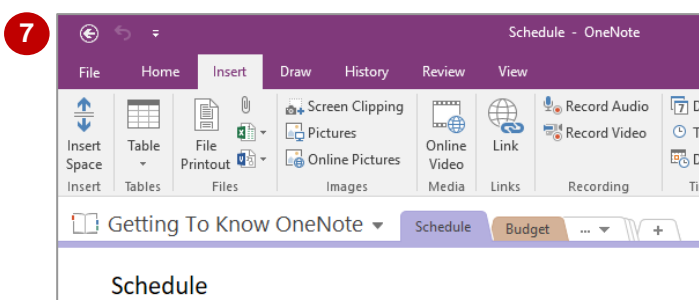 7
Schedule - OneNote
File Home Insert Draw History Review View
Insert Space
Table
File Printout
Screen Clipping
Pictures
Online Pictures
Online Video
Link
Record Audio
Record Video
7 D
T
D
Insert Tables Files Images Media Links Recording Ti
Getting To Know OneNote Schedule Budget ... +
Schedule